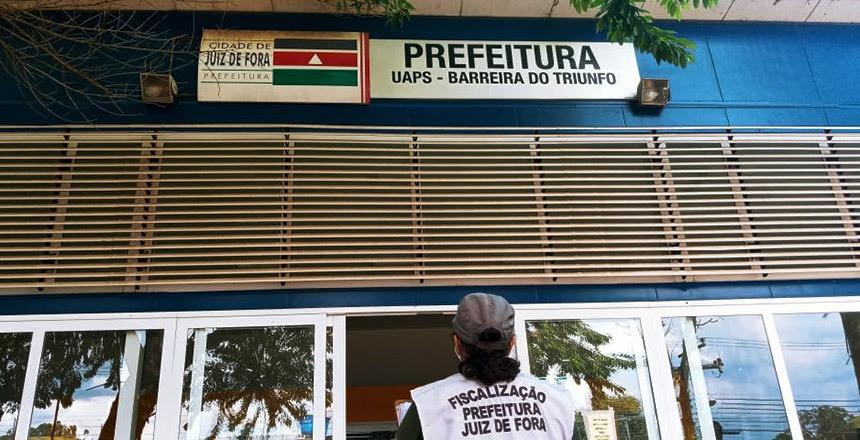 CIDADE DE
JUIZ DE FORA
PREFEITURA
PREFEITURA
UAPS - BARREIRA DO TRIUNFO
FISCALIZAÇÃO
PREFEITURA
JUIZ DE FORA